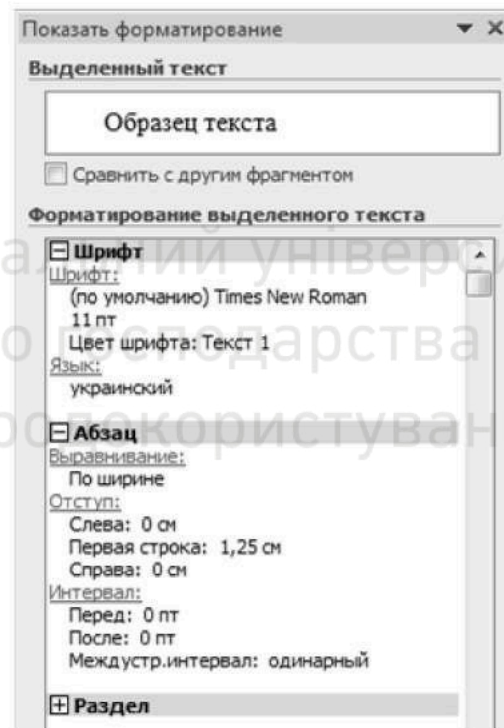 Показать форматирование
Выделенный текст
Образец текста
Сравнить с другим фрагментом
Форматирование выделенного текста
Шрифт
Шрифт:
(по умолчанию) Times New Roman
11 пт
Цвет шрифта: Текст 1
Язык:
украинский
Абзац
Выравнивание:
По ширине
Отступ:
Слева: 0 см
Первая строка: 1,25 см
Справа: 0 см
Интервал:
Перед: 0 пт
После: 0 пт
Междустр.интервал: одинарный
Раздел
господарства